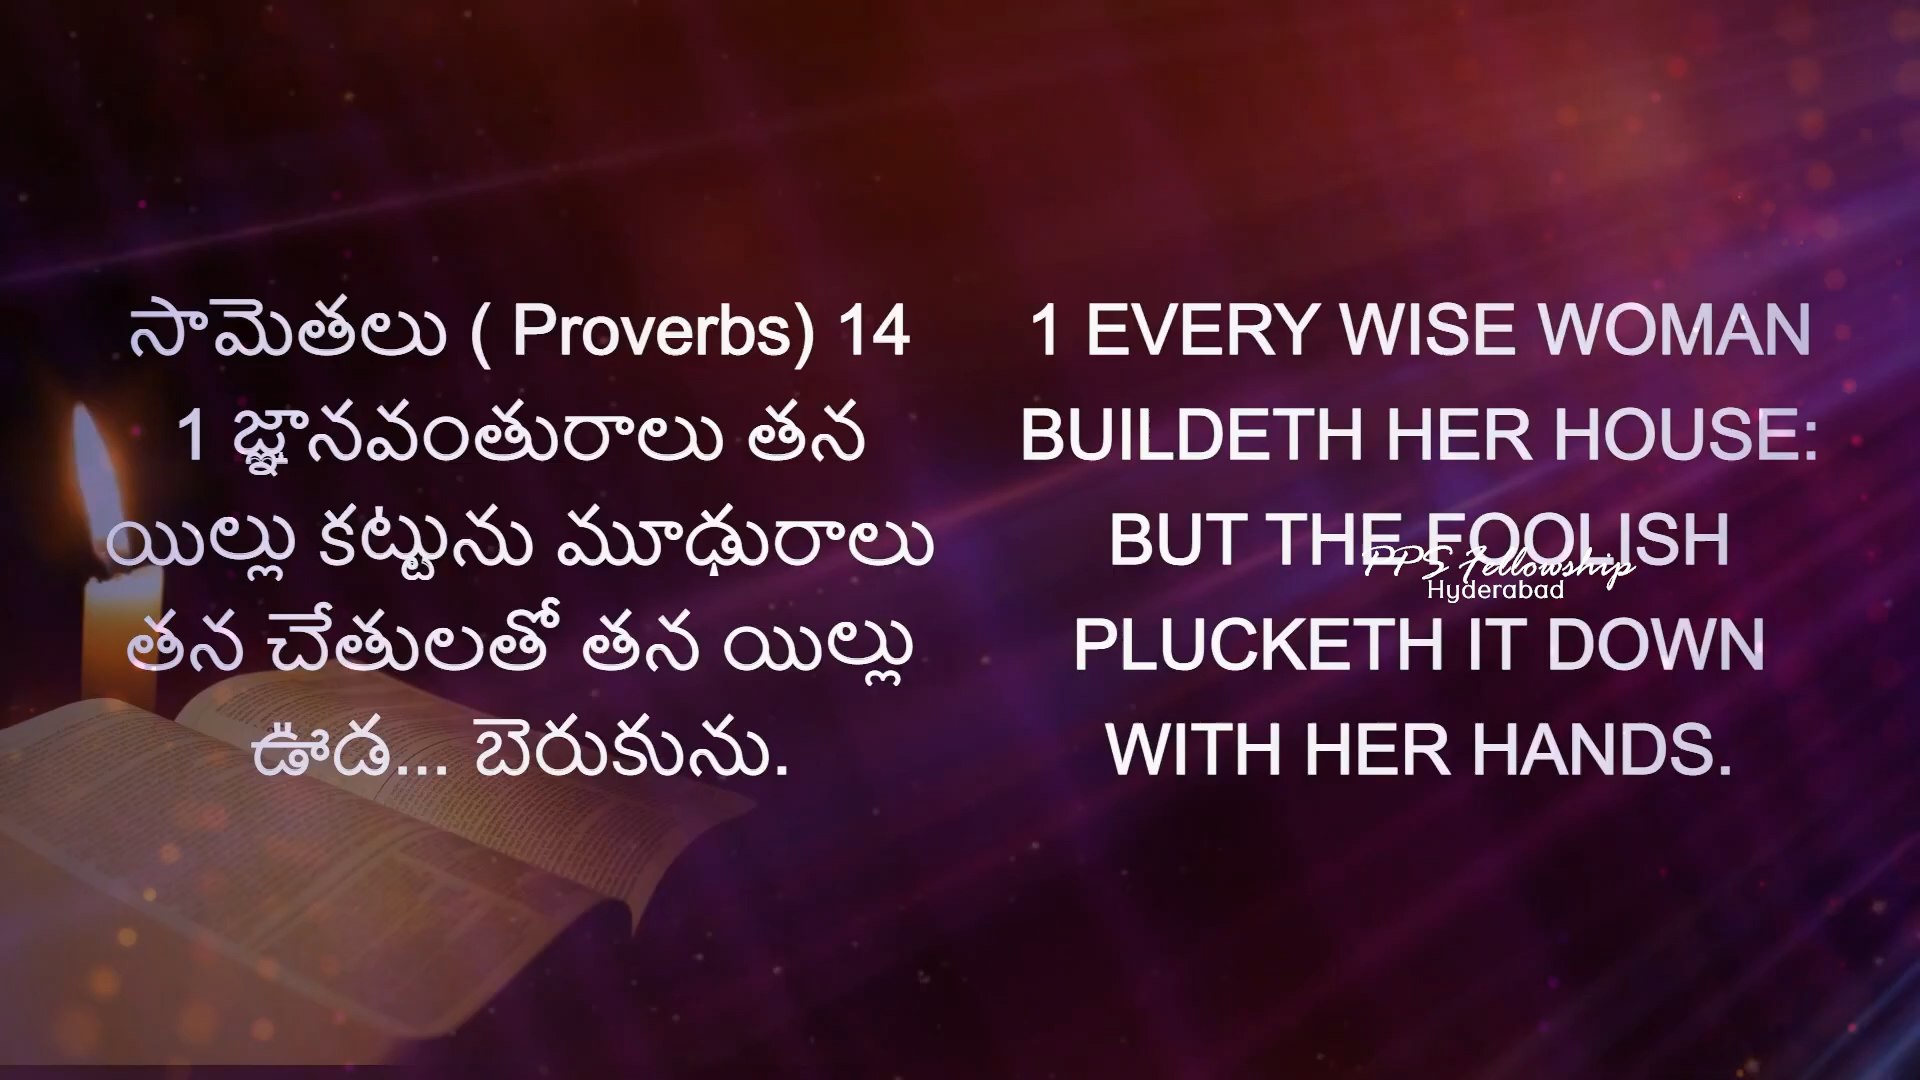 సామెతలు ( Proverbs) 14
1 జ్ఞానవంతురాలు తన
యిల్లు కట్టును మూఢురాలు
తన చేతులతో తన యిల్లు
ఊడ... బెరుకును.
1 EVERY WISE WOMAN
BUILDETH HER HOUSE:
BUT THE FOOLISH
PLUCKETH IT DOWN
WITH HER HANDS.
PPS Fellowship
Hyderabad